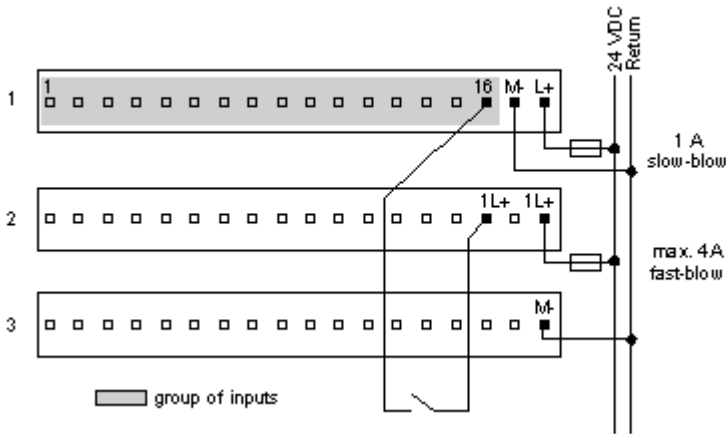 24 VDC
Return
1
1 16 M- L+
1 A
slow-blow
2
1L+ 1L+
max. 4A
fast-blow
3
M-
group of inputs